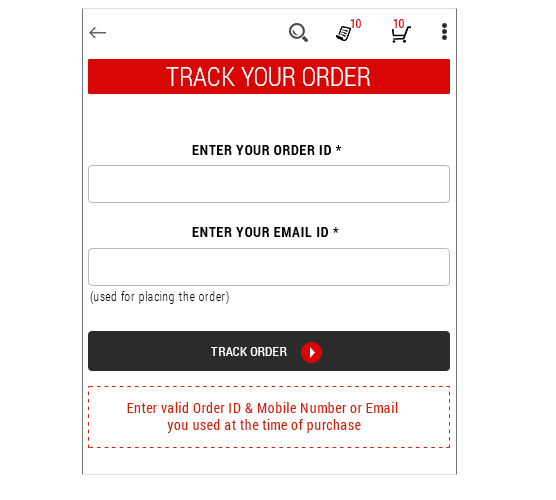 10
10
TRACK YOUR ORDER
ENTER YOUR ORDER ID *
ENTER YOUR EMAIL ID *
(used for placing the order)
TRACK ORDER
Enter valid Order ID & Mobile Number or Email
you used at the time of purchase